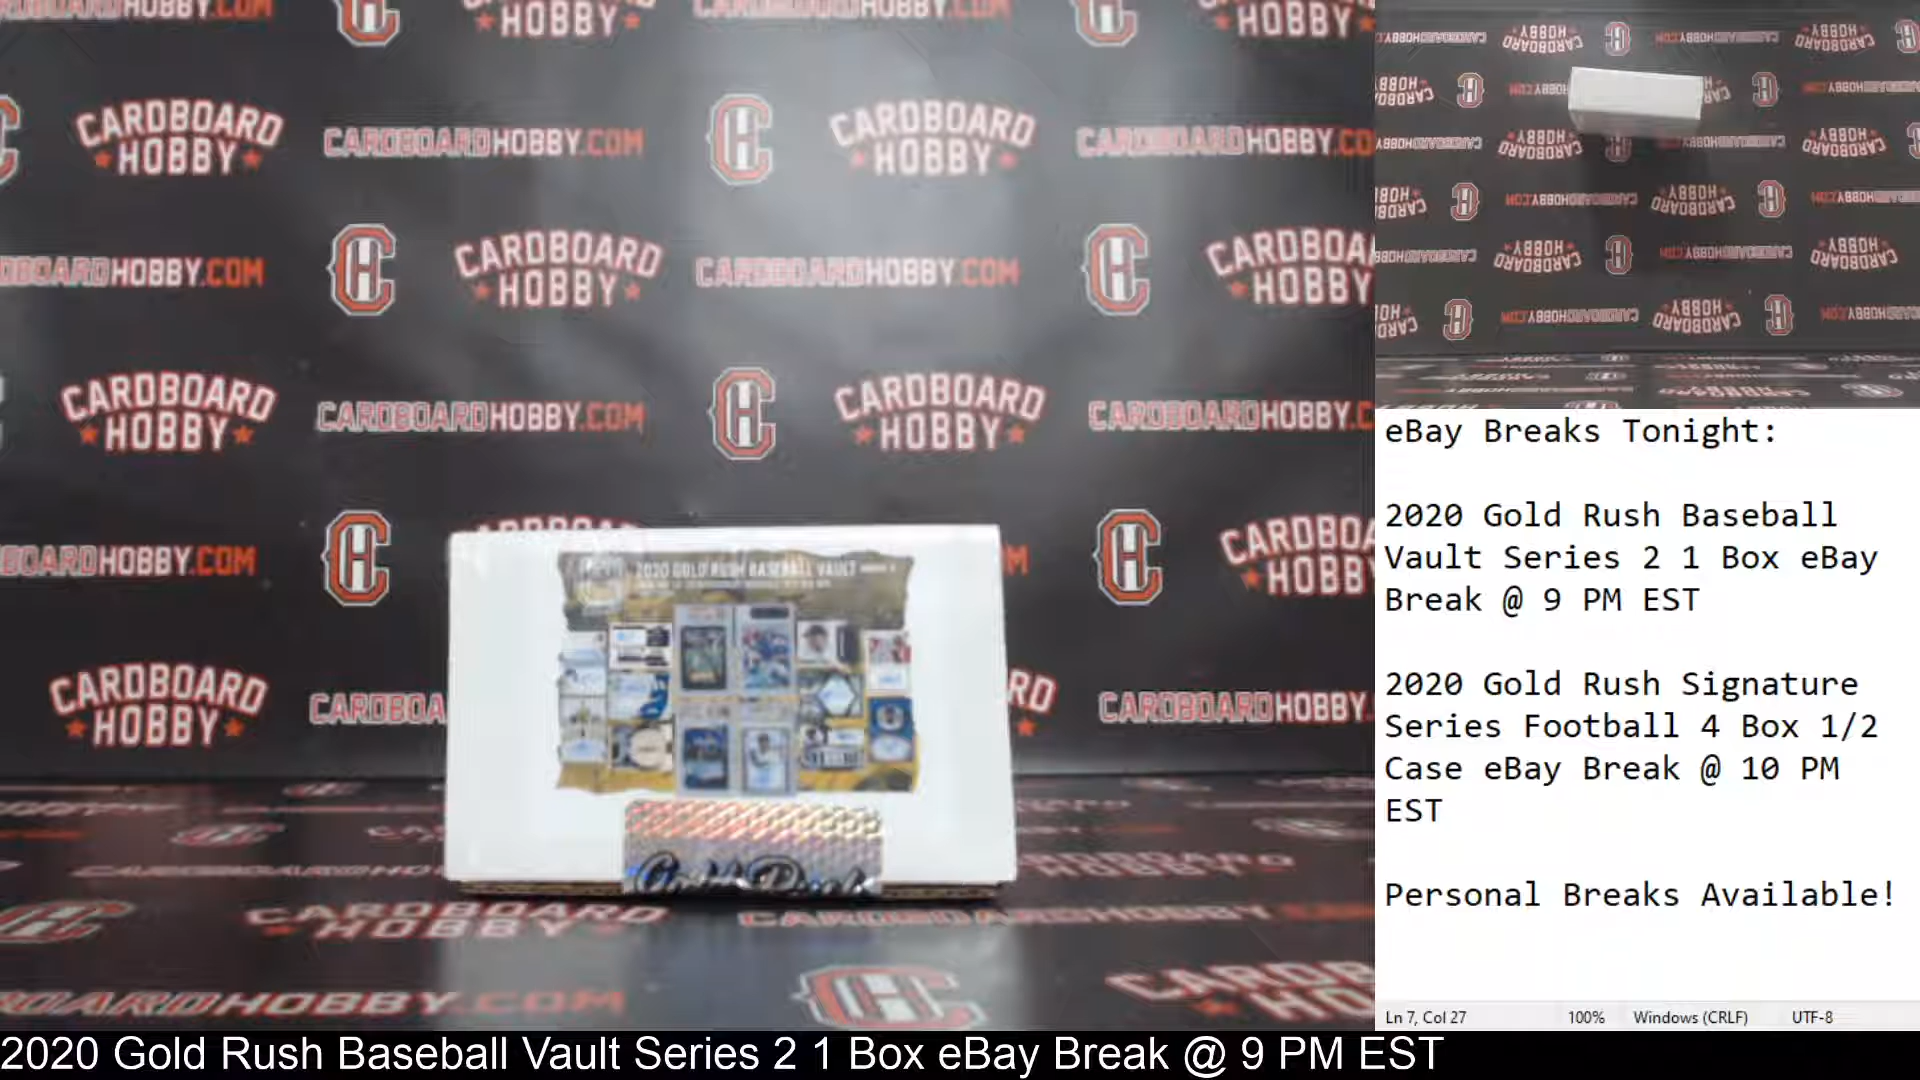 CARDBOARDHOBBY.COM
CARDBOARD
HOBBY
2020 GOLD RUSH BASEBALL VAULT
Gold Rush
eBay Breaks Tonight:
2020 Gold Rush Baseball
Vault Series 2 1 Box eBay
Break @ 9 PM EST
2020 Gold Rush Signature
Series Football 4 Box 1/2
Case eBay Break @ 10 PM
EST
Personal Breaks Available!
Ln 7, Col 27 100% Windows (CRLF) UTF-8
2020 Gold Rush Baseball Vault Series 2 1 Box eBay Break @ 9 PM EST